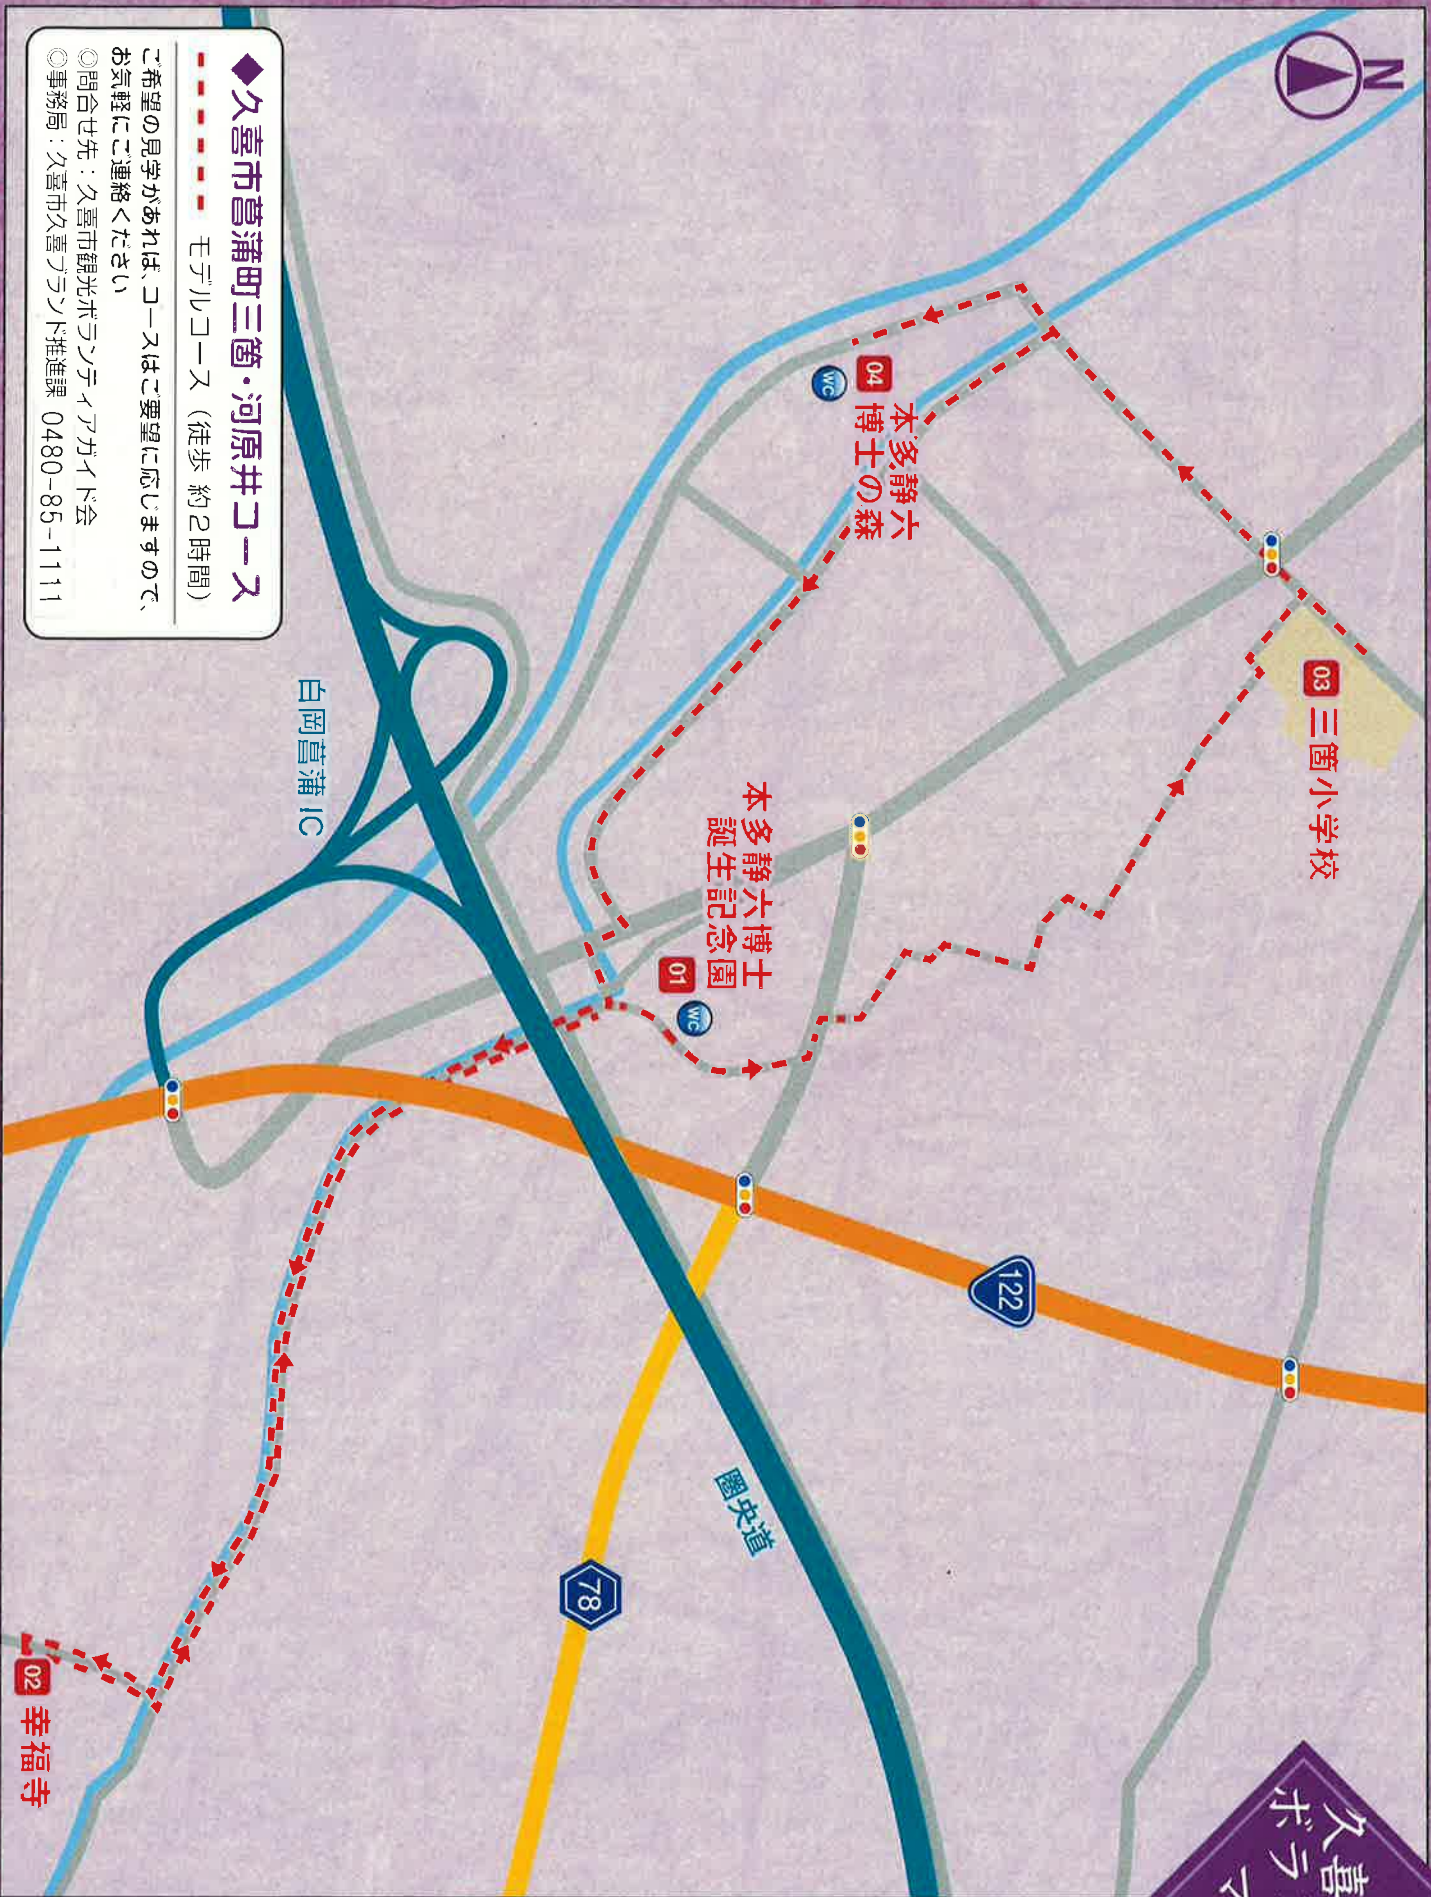 N
◆久喜市菖蒲町三箇・河原井コース
モデルコース（徒歩 約2時間）
ご希望の見学があれば、コースはご要望に応じますので、
お気軽にご連絡ください
◎問合せ先：久喜市観光ボランティアガイド会
◎事務局：久喜市久喜ブランド推進課 0480-85-1111
04
本多静六
博士の森
WC
03 三箇小学校
本多静六博士
誕生記念園
01
WC
白岡菖蒲IC
122
圏央道
78
02 幸福寺
久喜
ボラ